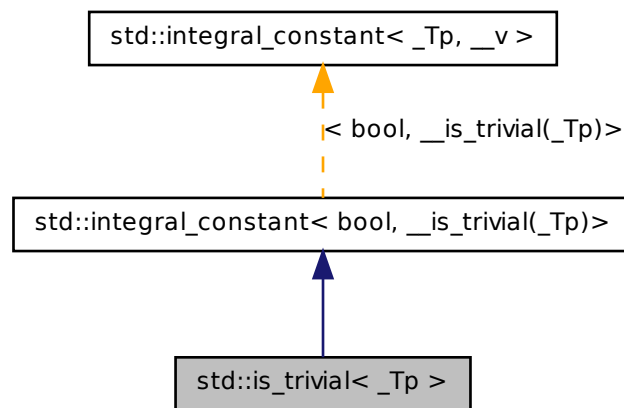 std::integral_constant< _Tp, __v >
< bool, __is_trivial(_Tp)>
std::integral_constant< bool, __is_trivial(_Tp)>
std::is_trivial< _Tp >